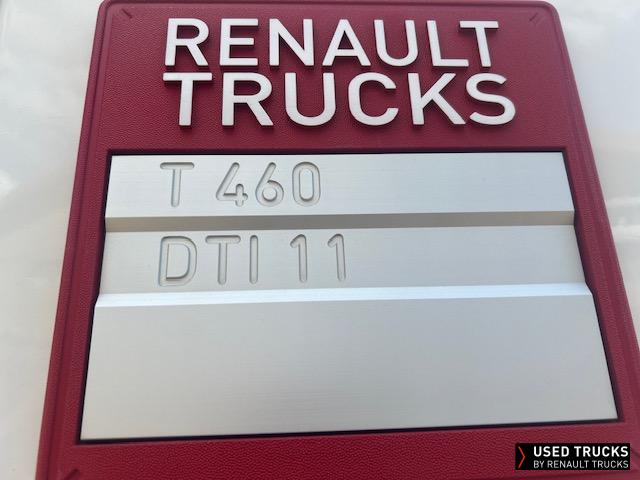 RENAULT
TRUCKS
T 460
DTI 11
USED TRUCKS
BY RENAULT TRUCKS